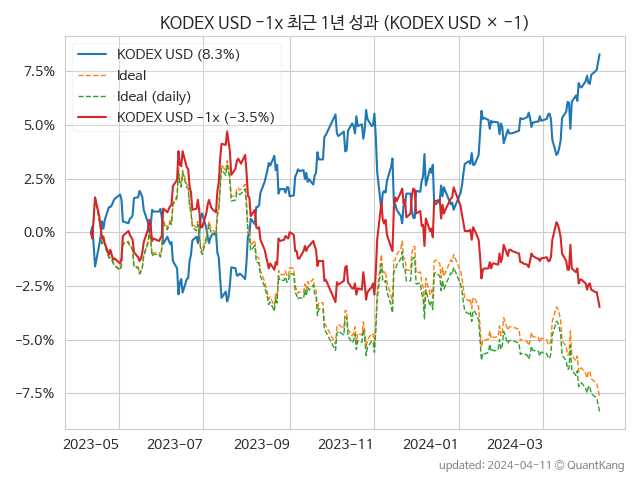 KODEX USD −1x 최근 1년 성과 (KODEX USD × −1)
KODEX USD (8.3%)
Ideal
Ideal (daily)
KODEX USD −1x (−3.5%)
7.5%
5.0%
2.5%
0.0%
−2.5%
−5.0%
−7.5%
2023-05 2023-07 2023-09 2023-11 2024-01 2024-03
updated: 2024-04-11 © QuantKang